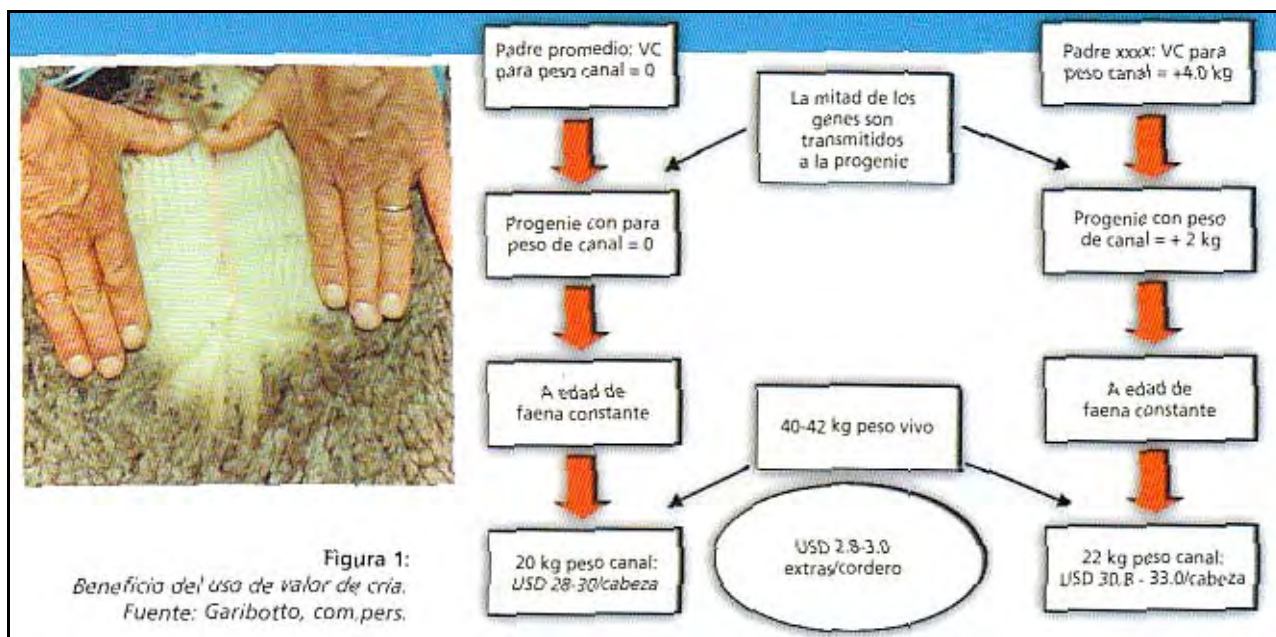 Padre promedio: VC
para peso canal = 0
Progenie con para
peso de canal = 0
A edad de
faena constante
20 kg peso canal:
USD 28-30/cabeza
La mitad de los
genes son
transmitidos
a la progenie
40-42 kg peso vivo
USD 2.8-3.0
extras/cordero
Padre xxxx: VC para
peso canal = +4.0 kg
Progenie con peso
de canal = + 2 kg
A edad de
faena constante
22 kg peso canal:
USD 30.8 - 33.0/cabeza
Figura 1:
Beneficio del uso de valor de cria.
Fuente: Garibotto, com.pers.